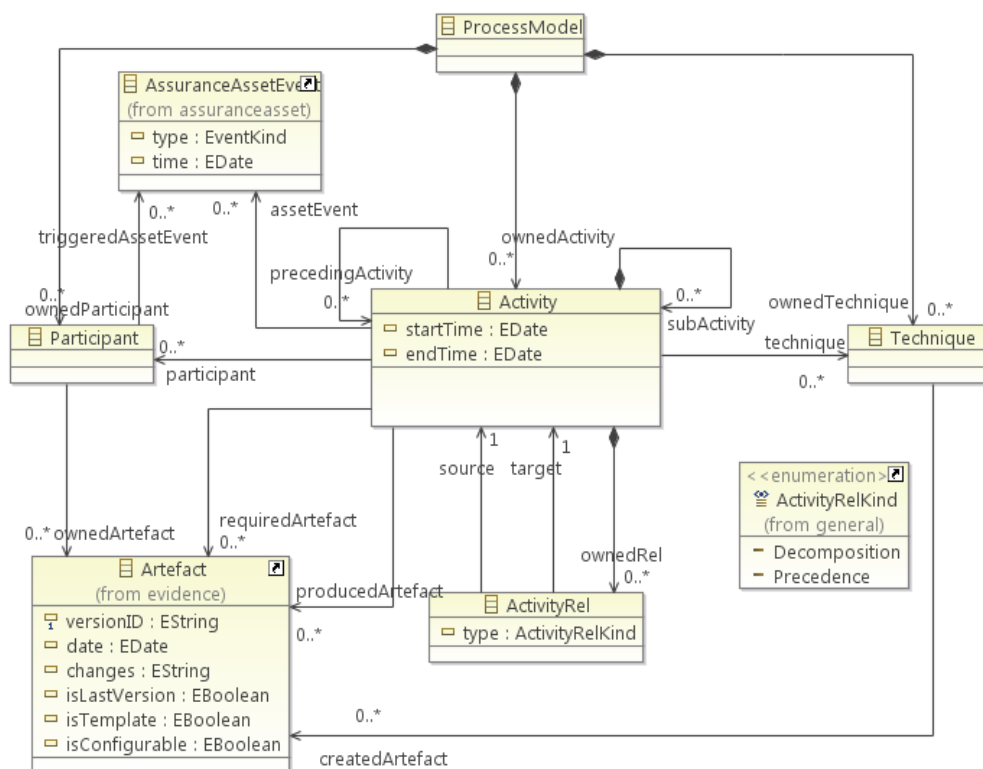 ProcessModel
AssuranceAssetEvent
(from assuranceasset)
type : EventKind
time : EDate
0..*
0..*
assetEvent
triggeredAssetEvent
ownedActivity
0..*
precedingActivity
0..*
0..*
subActivity
0..*
ownedParticipant
ownedTechnique
0..*
Activity
startTime : EDate
endTime : EDate
Participant
0..*
participant
technique
0..*
Technique
source
1
target
1
<<enumeration>>
ActivityRelKind
(from general)
Decomposition
Precedence
0..*
ownedArtefact
requiredArtefact
0..*
ownedRel
0..*
producedArtefact
0..*
Artefact
(from evidence)
versionID : EString
date : EDate
changes : EString
isLastVersion : EBoolean
isTemplate : EBoolean
isConfigurable : EBoolean
ActivityRel
type : ActivityRelKind
0..*
createdArtefact